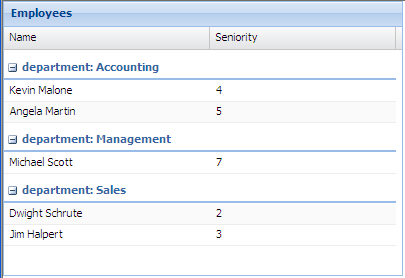 Employees
Name Seniority
department: Accounting
Kevin Malone 4
Angela Martin 5
department: Management
Michael Scott 7
department: Sales
Dwight Schrute 2
Jim Halpert 3